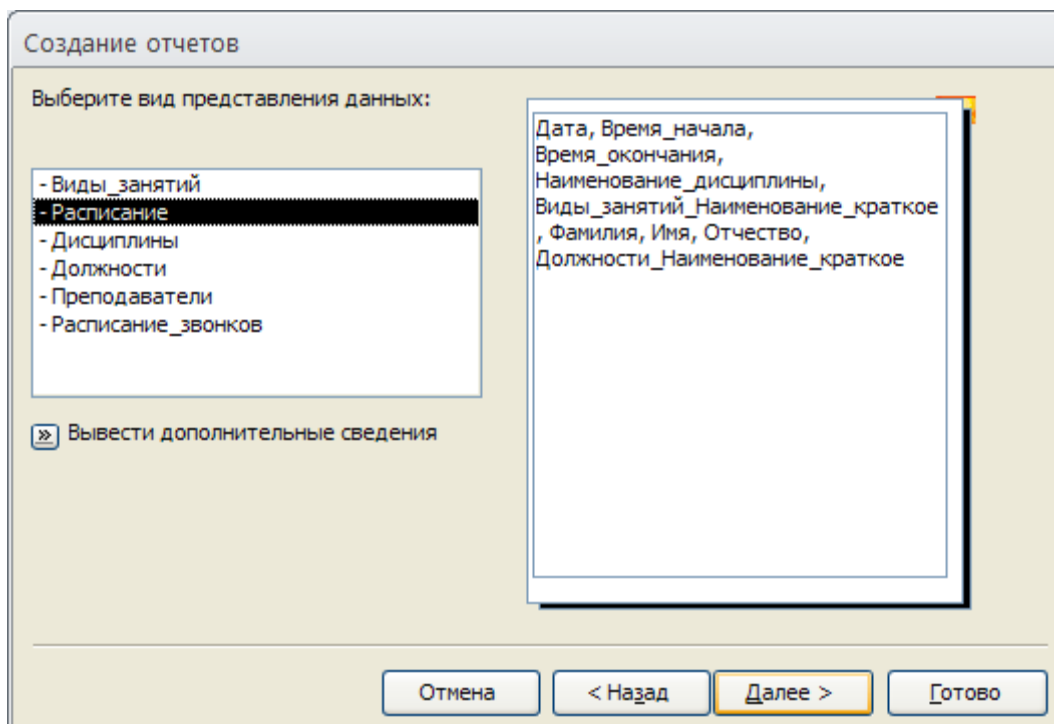 Создание отчетов
Выберите вид представления данных:
- Виды_занятий
- Расписание
- Дисциплины
- Должности
- Преподаватели
- Расписание_звонков
» Вывести дополнительные сведения
Дата, Время_начала,
Время_окончания,
Наименование_дисциплины,
Виды_занятий_Наименование_краткое
, Фамилия, Имя, Отчество,
Должности_Наименование_краткое
Отмена
< Назад
Далее >
Готово